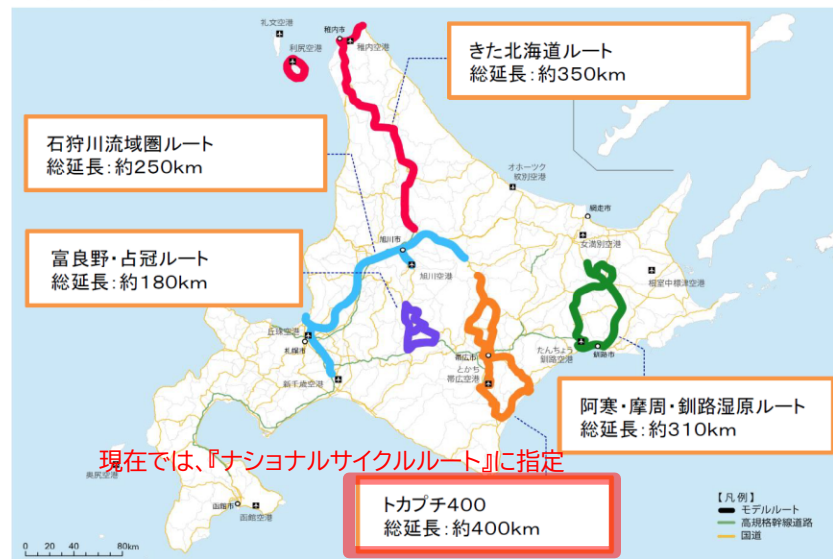 礼文空港
利尻空港
稚内市
稚内空港
きた北海道ルート
総延長：約350km
石狩川流域圏ルート
総延長：約250km
オホーツク
紋別空港
網走市
女満別空港
富良野・占冠ルート
総延長：約180km
旭川市
旭川空港
根室中標津空港
丘珠空港
札幌市
新千歳空港
帯広市
とかち
帯広空港
たんちょう
釧路空港
釧路市
阿寒・摩周・釧路湿原ルート
総延長：約310km
現在では、『ナショナルサイクルルート』に指定
奥尻空港
トカプチ400
総延長：約400km
函館市
函館空港
【凡例】
モデルルート
高規格幹線道路
国道
0 20 40 80km